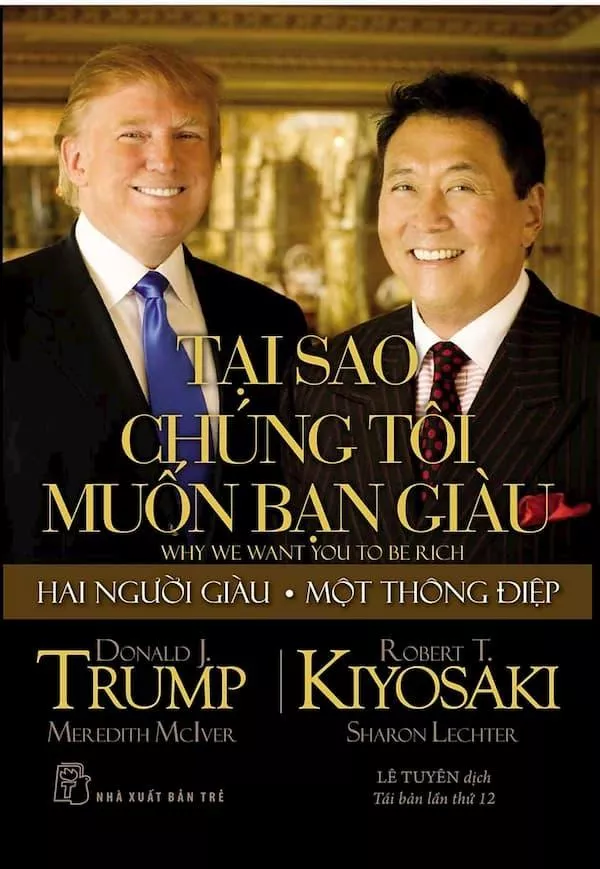 TẠI SAO
CHÚNG TÔI
MUỐN BẠN GIÀU
WHY WE WANT YOU TO BE RICH
HAI NGƯỜI GIÀU • MỘT THÔNG ĐIỆP
DONALD J.
TRUMP
MEREDITH MCIVER
ROBERT T.
KIYOSAKI
SHARON LECHTER
NHÀ XUẤT BẢN TRẺ
LÊ TUYÊN dịch
Tái bản lần thứ 12